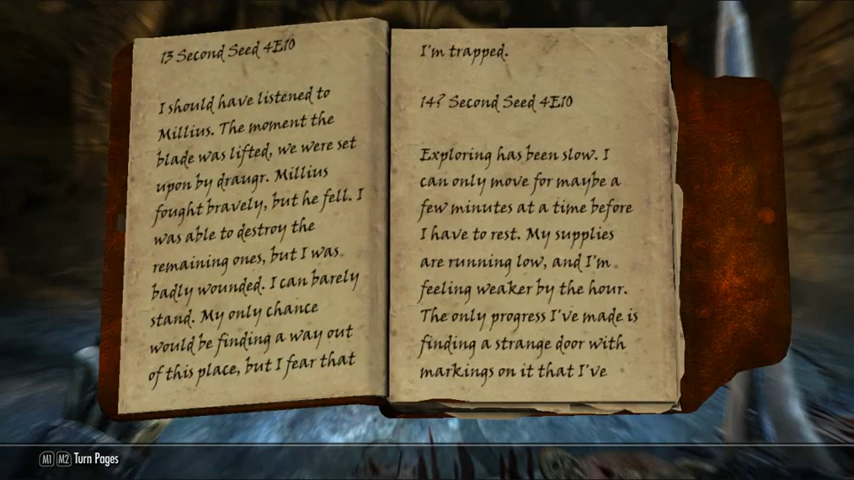 13 Second Seed 4E10
I should have listened to
Millius. The moment the
blade was lifted, we were set
upon by draugr. Millius
fought bravely, but he fell. I
was able to destroy the
remaining ones, but I was
badly wounded. I can barely
stand. My only chance
would be finding a way out
of this place, but I fear that
I'm trapped.
14? Second Seed 4E10
Exploring has been slow. I
can only move for maybe a
few minutes at a time before
I have to rest. My supplies
are running low, and I'm
feeling weaker by the hour.
The only progress I've made is
finding a strange door with
markings on it that I've
M1 M2 Turn Pages